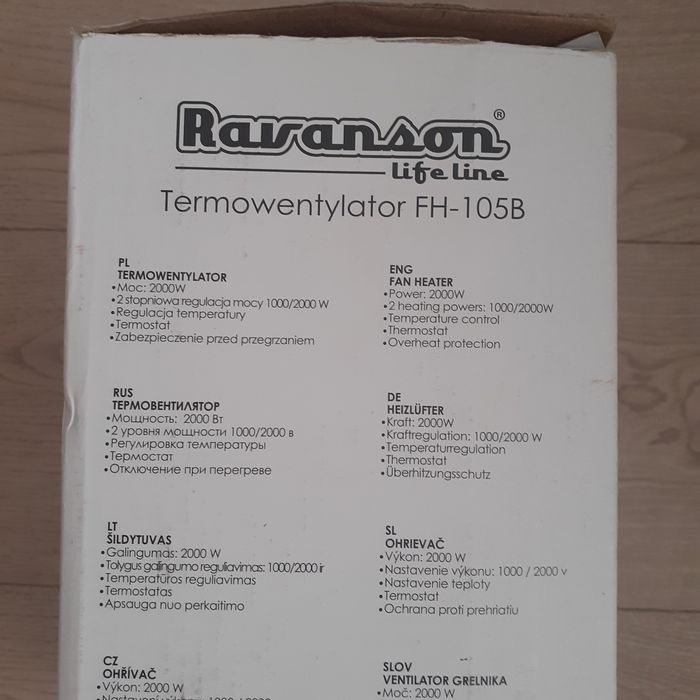 Ravanson®
life line
Termowentylator FH-105B
PL
TERMOWENTYLATOR
•Moc: 2000W
•2 stopniowa regulacja mocy 1000/2000 W
•Regulacja temperatury
•Termostat
•Zabezpieczenie przed przegrzaniem
ENG
FAN HEATER
•Power: 2000W
•2 heating powers: 1000/2000W
•Temperature control
•Thermostat
•Overheat protection
RUS
ТЕРМОВЕНТИЛЯТОР
•Мощность: 2000 Вт
•2 уровня мощности 1000/2000 в
•Регулировка температуры
•Термостат
•Отключение при перегреве
DE
HEIZLÜFTER
•Kraft: 2000W
•Kraftregulation: 1000/2000 W
•Temperaturregulation
•Thermostat
•Überhitzungsschutz
LT
ŠILDYTUVAS
•Galingumas: 2000 W
•Tolygus galingumo reguliavimas: 1000/2000 ir
•Temperatūros reguliavimas
•Termostatas
•Apsauga nuo perkaitimo
SL
OHRIEVAČ
•Výkon: 2000 W
•Nastavenie výkonu: 1000 / 2000 v
•Nastavenie teploty
•Termostat
•Ochrana proti prehriatiu
CZ
OHŘÍVAČ
•Výkon: 2000 W
•Nastavení výkonu: 1000 / 2000
SLOV
VENTILATOR GRELNIKA
•Moč: 2000 W